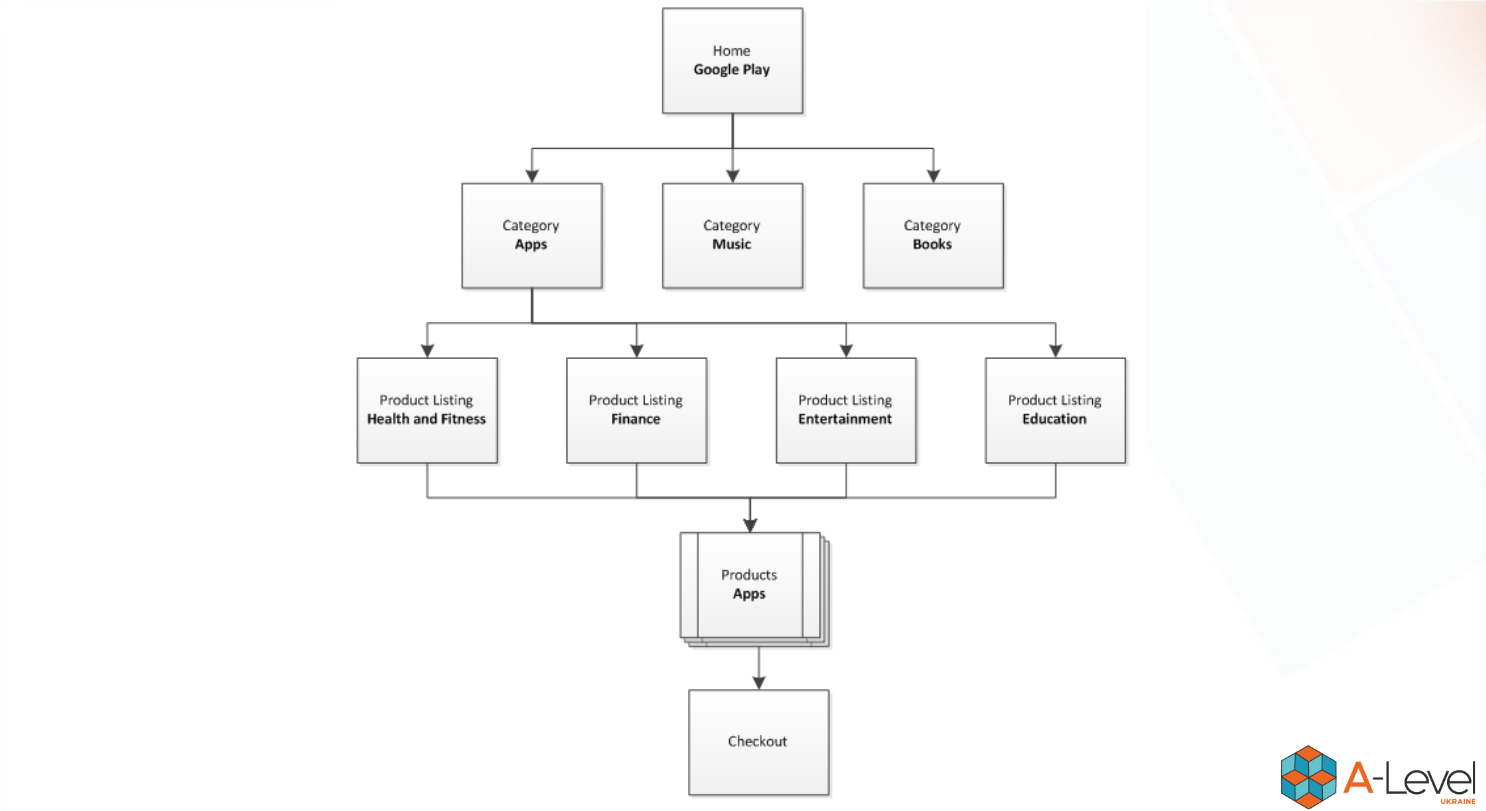 Home
Google Play
Category
Apps
Category
Music
Category
Books
Product Listing
Health and Fitness
Product Listing
Finance
Product Listing
Entertainment
Product Listing
Education
Products
Apps
Checkout
A-Level
UKRAINE